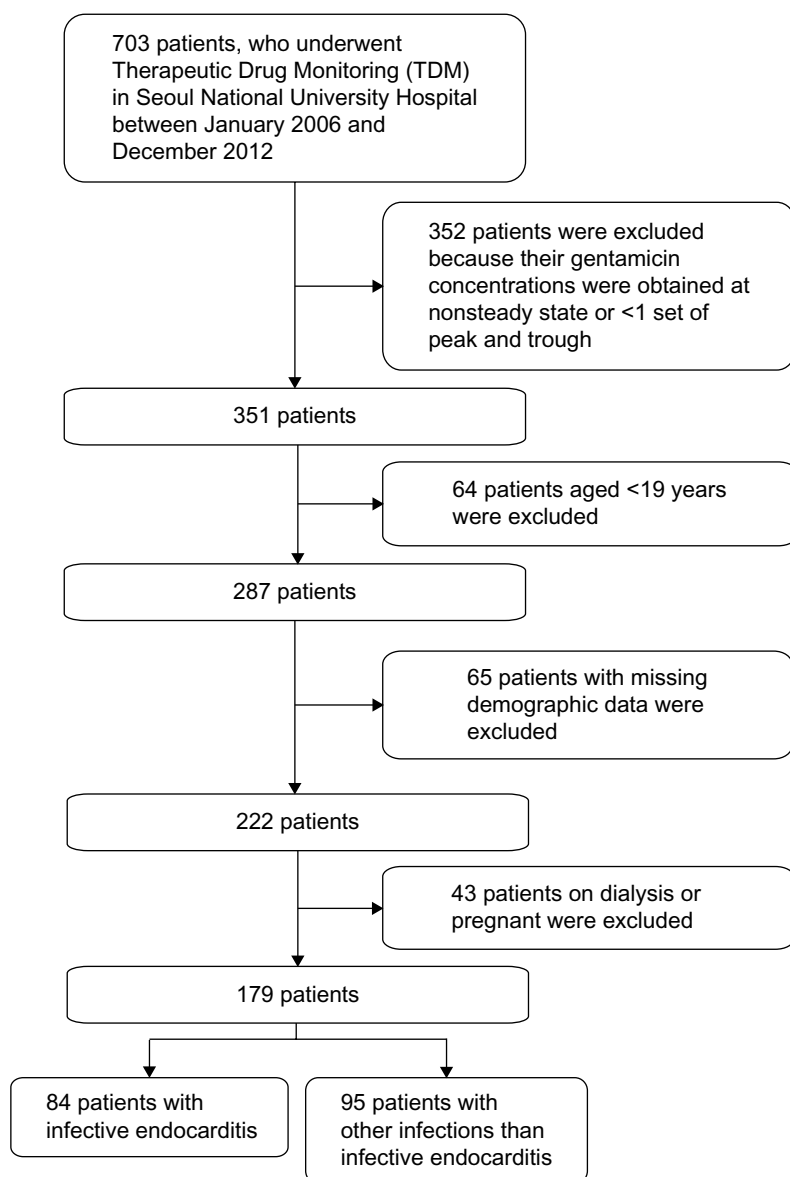 703 patients, who underwent
Therapeutic Drug Monitoring (TDM)
in Seoul National University Hospital
between January 2006 and
December 2012
352 patients were excluded
because their gentamicin
concentrations were obtained at
nonsteady state or <1 set of
peak and trough
351 patients
64 patients aged <19 years
were excluded
287 patients
65 patients with missing
demographic data were
excluded
222 patients
43 patients on dialysis or
pregnant were excluded
179 patients
84 patients with
infective endocarditis
95 patients with
other infections than
infective endocarditis